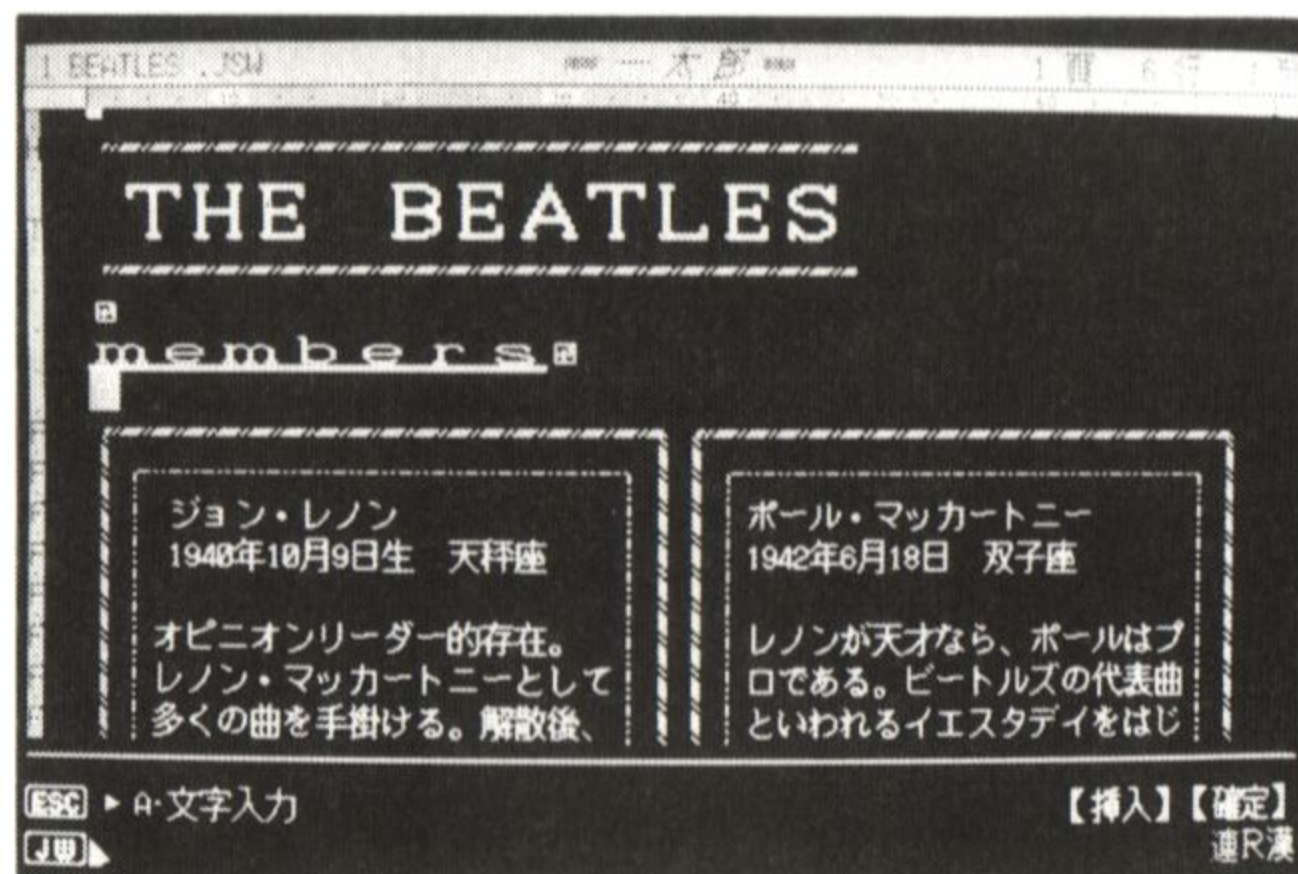 1 BEATLES .JSW 一太郎 1 頁 6 行
THE BEATLES
members
ジョン・レノン
1940年10月9日生 天秤座
オピニオンリーダー的存在。
レノン・マッカートニーとして
多くの曲を手掛ける。解散後、
ポール・マッカートニー
1942年6月18日 双子座
レノンが天才なら、ポールはプ
ロである。ビートルズの代表曲
といわれるイエスタデイをはじ
ESC ▶ A・文字入力 【挿入】【確定】
JW 連R漢